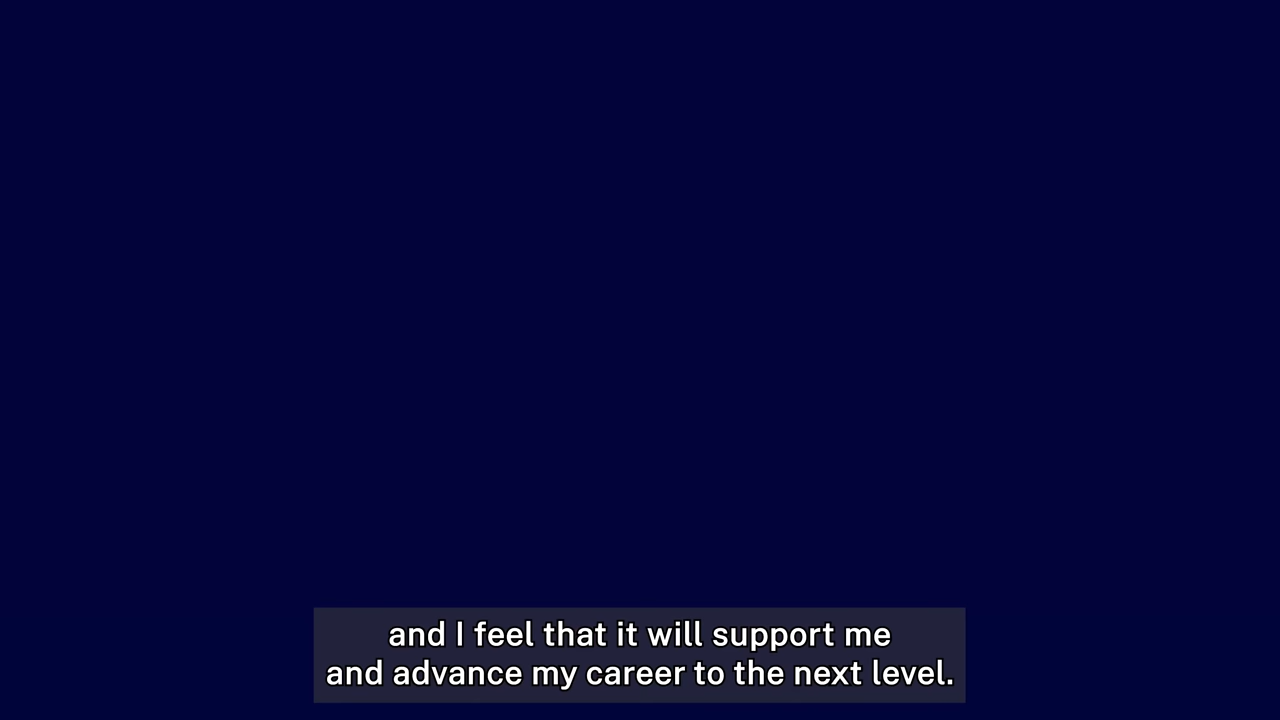 and I feel that it will support me
and advance my career to the next level.